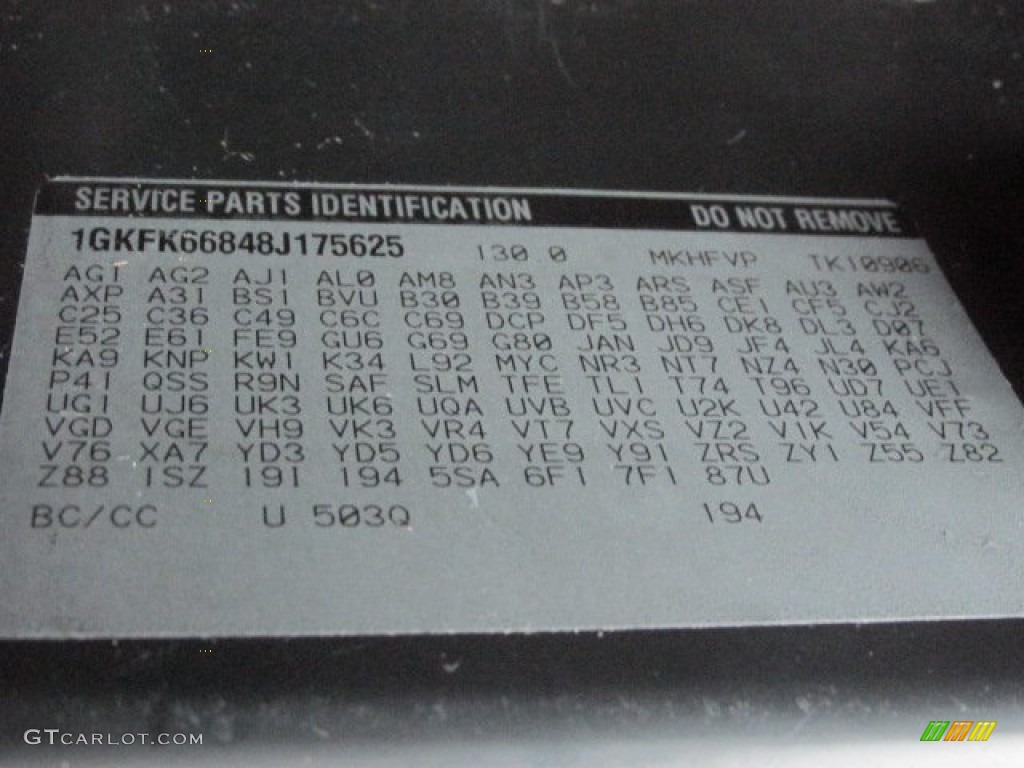 SERVICE PARTS IDENTIFICATION DO NOT REMOVE
1GKFK66848J175625 130 0 MKHFVP TK10906
AG1 AG2 AJ1 AL0 AM8 AN3 AP3 ARS ASF AU3 AW2
AXP A31 BS1 BVU B30 B39 B58 B85 CE1 CF5 CJ2
C25 C36 C49 C6C C69 DCP DF5 DH6 DK8 DL3 D07
E52 E61 FE9 GU6 G69 G80 JAN JD9 JF4 JL4 KA6
KA9 KNP KW1 K34 L92 MYC NR3 NT7 NZ4 N30 PCJ
P41 QSS R9N SAF SLM TFE TL1 T74 T96 UD7 UE1
UG1 UJ6 UK3 UK6 UQA UVB UVC U2K U42 U84 VFF
VGD VGE VH9 VK3 VR4 VT7 VXS VZ2 V1K V54 V73
V76 XA7 YD3 YD5 YD6 YE9 Y91 ZRS ZY1 Z55 Z82
Z88 1SZ 19I 194 5SA 6F1 7F1 87U
BC/CC U 503Q 194
GTCARLOT.COM